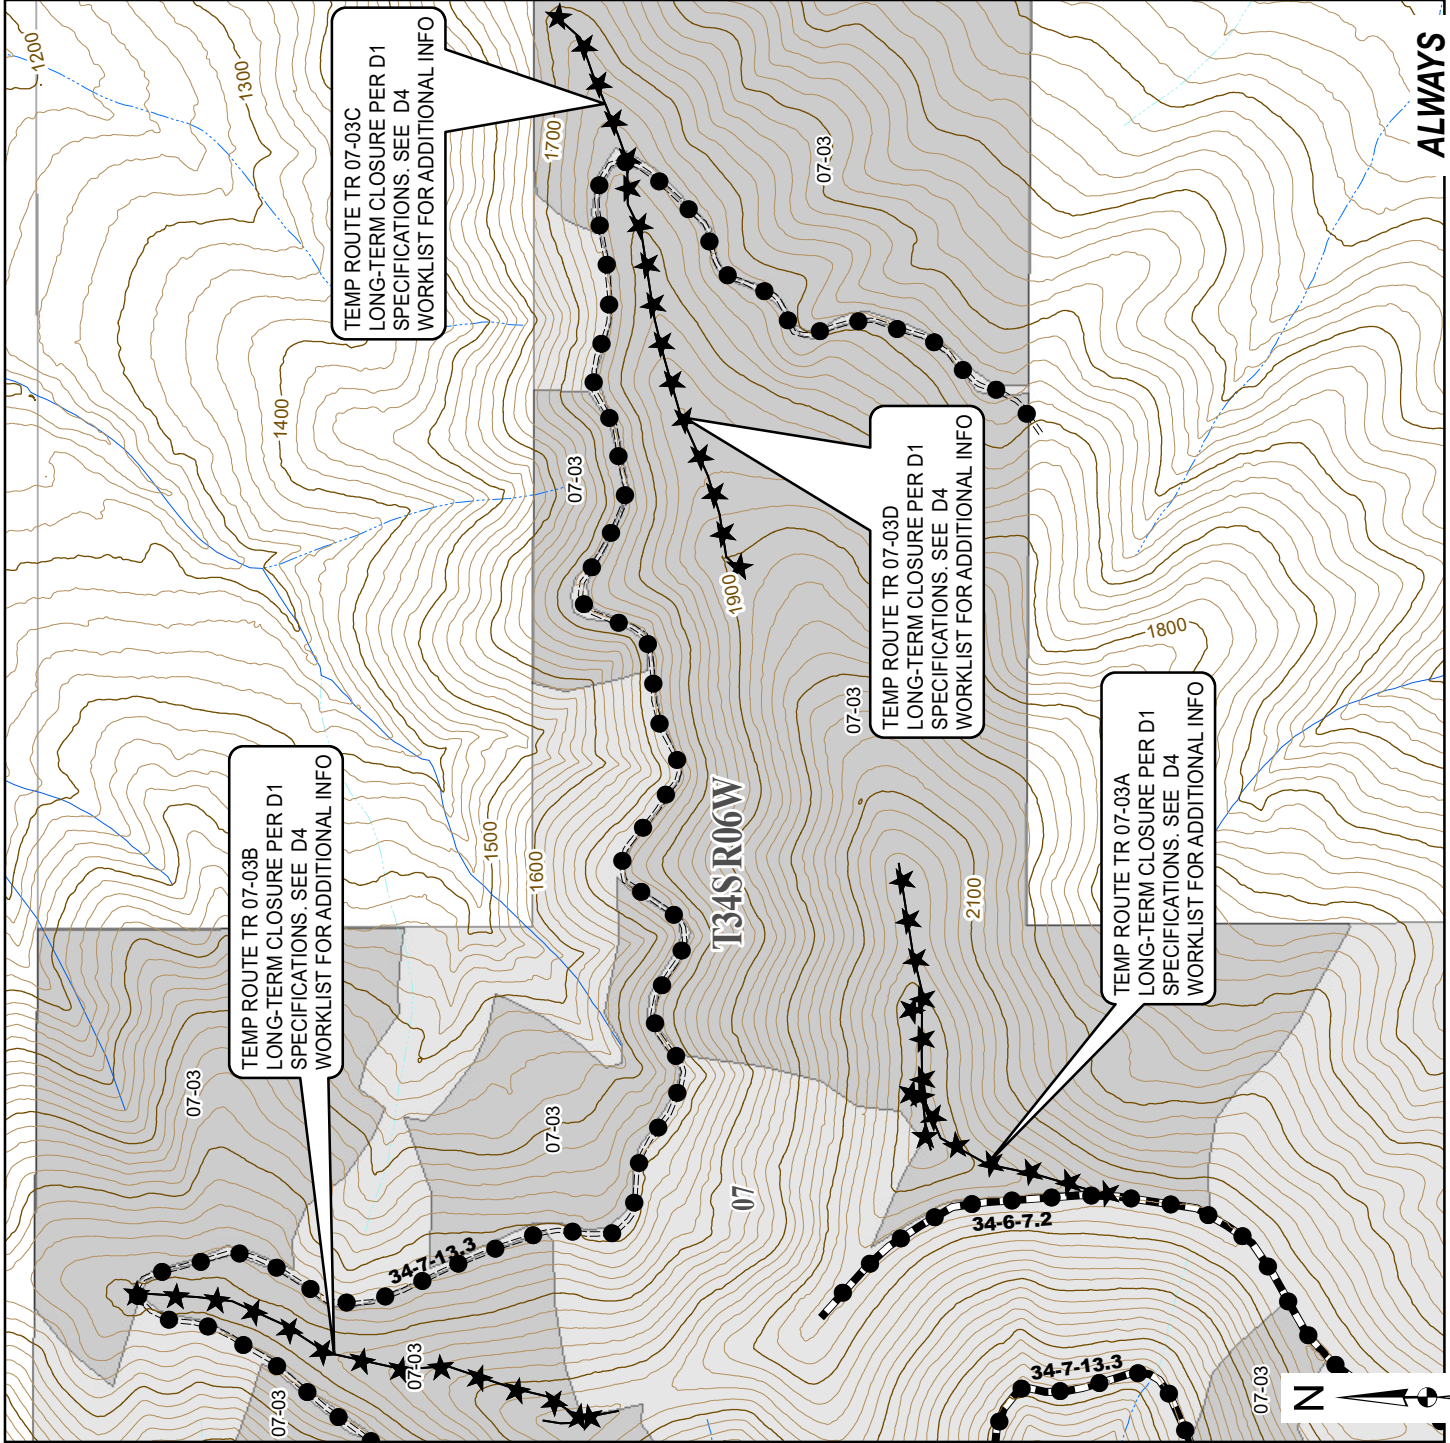 1200
1300
TEMP ROUTE TR 07-03C
LONG-TERM CLOSURE PER D1
SPECIFICATIONS. SEE D4
WORKLIST FOR ADDITIONAL INFO
1700
07-03
ALWAYS
1400
07-03
TEMP ROUTE TR 07-03D
LONG-TERM CLOSURE PER D1
SPECIFICATIONS. SEE D4
WORKLIST FOR ADDITIONAL INFO
1900
1800
07-03
TEMP ROUTE TR 07-03B
LONG-TERM CLOSURE PER D1
SPECIFICATIONS. SEE D4
WORKLIST FOR ADDITIONAL INFO
1500
1600
T34S R06W
2100
TEMP ROUTE TR 07-03A
LONG-TERM CLOSURE PER D1
SPECIFICATIONS. SEE D4
WORKLIST FOR ADDITIONAL INFO
07-03
07-03
07
34-6-7.2
34-7-13.3
07-03
07-03
34-7-13.3
07-03
N